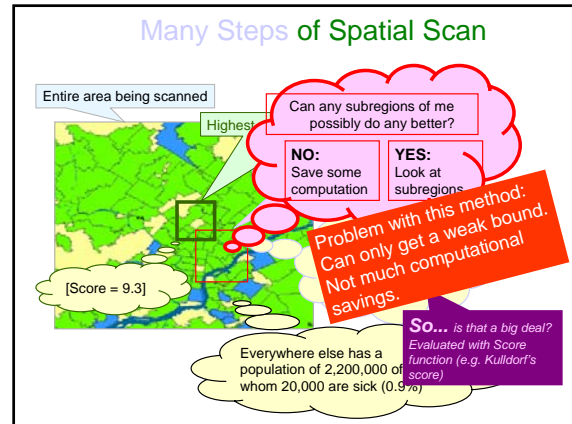 Many Steps of Spatial Scan
Entire area being scanned
Highest
Can any subregions of me
possibly do any better?
NO:
Save some
computation
YES:
Look at
subregions
Problem with this method:
Can only get a weak bound.
Not much computational
savings.
[Score = 9.3]
So... is that a big deal?
Evaluated with Score
function (e.g. Kulldorf's
score)
Everywhere else has a
population of 2,200,000 of
whom 20,000 are sick (0.9%)